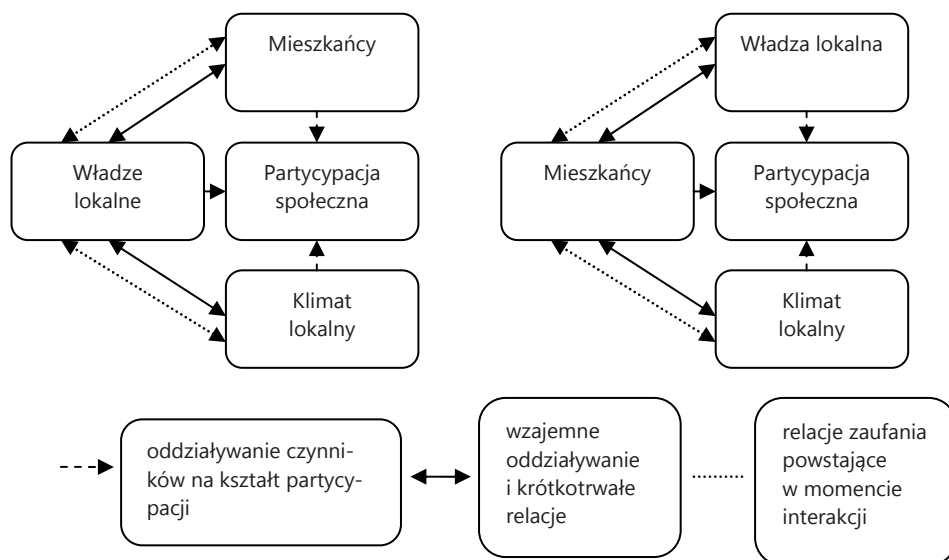 Mieszkańcy
Władze
lokalne
Partycypacja
społeczna
Klimat
lokalny
Władza lokalna
Mieszkańcy
Partycypacja
społeczna
Klimat
lokalny
oddziaływanie czynni-
ków na kształt partycy-
pacji
wzajemne
oddziaływanie
i krótkotrwałe
relacje
relacje zaufania
powstające
w momencie
interakcji